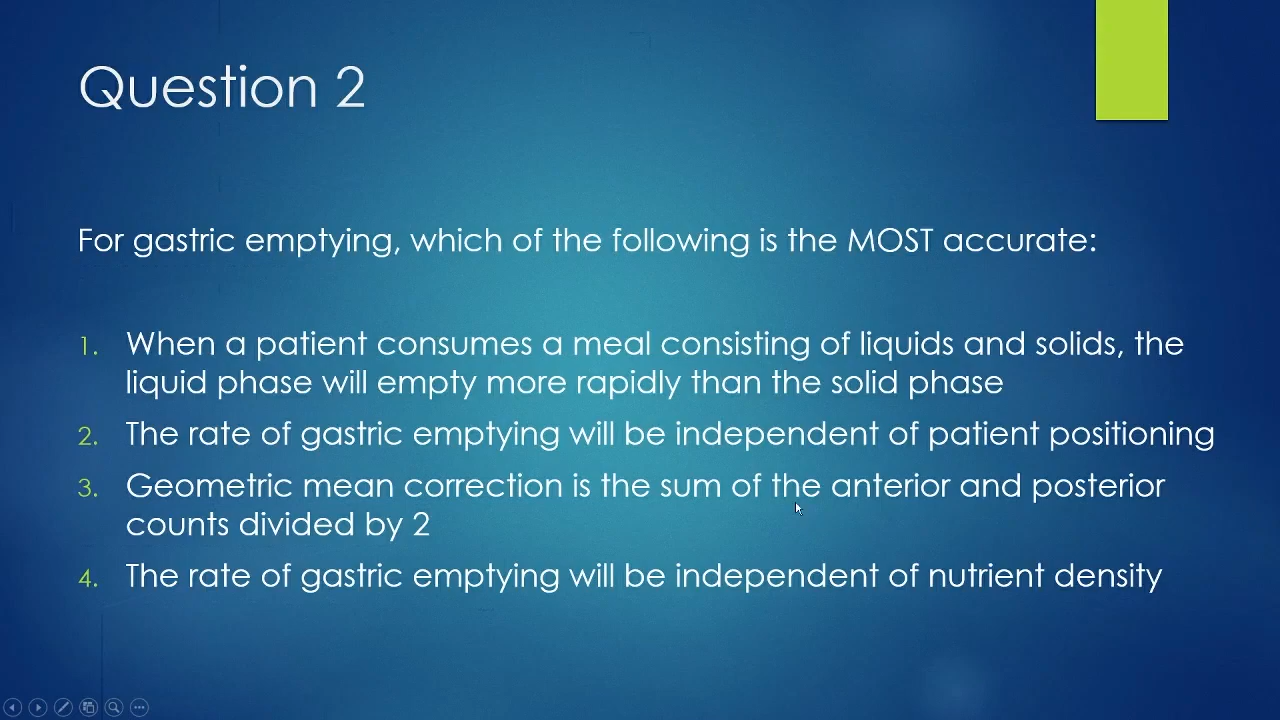 Question 2
For gastric emptying, which of the following is the MOST accurate:
1. When a patient consumes a meal consisting of liquids and solids, the
liquid phase will empty more rapidly than the solid phase
2. The rate of gastric emptying will be independent of patient positioning
3. Geometric mean correction is the sum of the anterior and posterior
counts divided by 2
4. The rate of gastric emptying will be independent of nutrient density